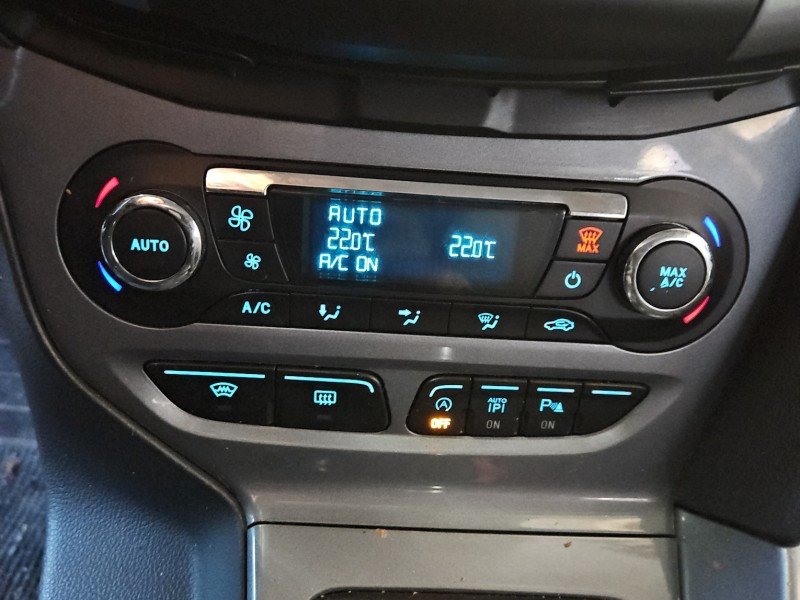 AUTO
AUTO
22.0℃
A/C ON
22.0℃
MAX
MAX
A/C
A/C
A
OFF
AUTO
P
ON
P
ON